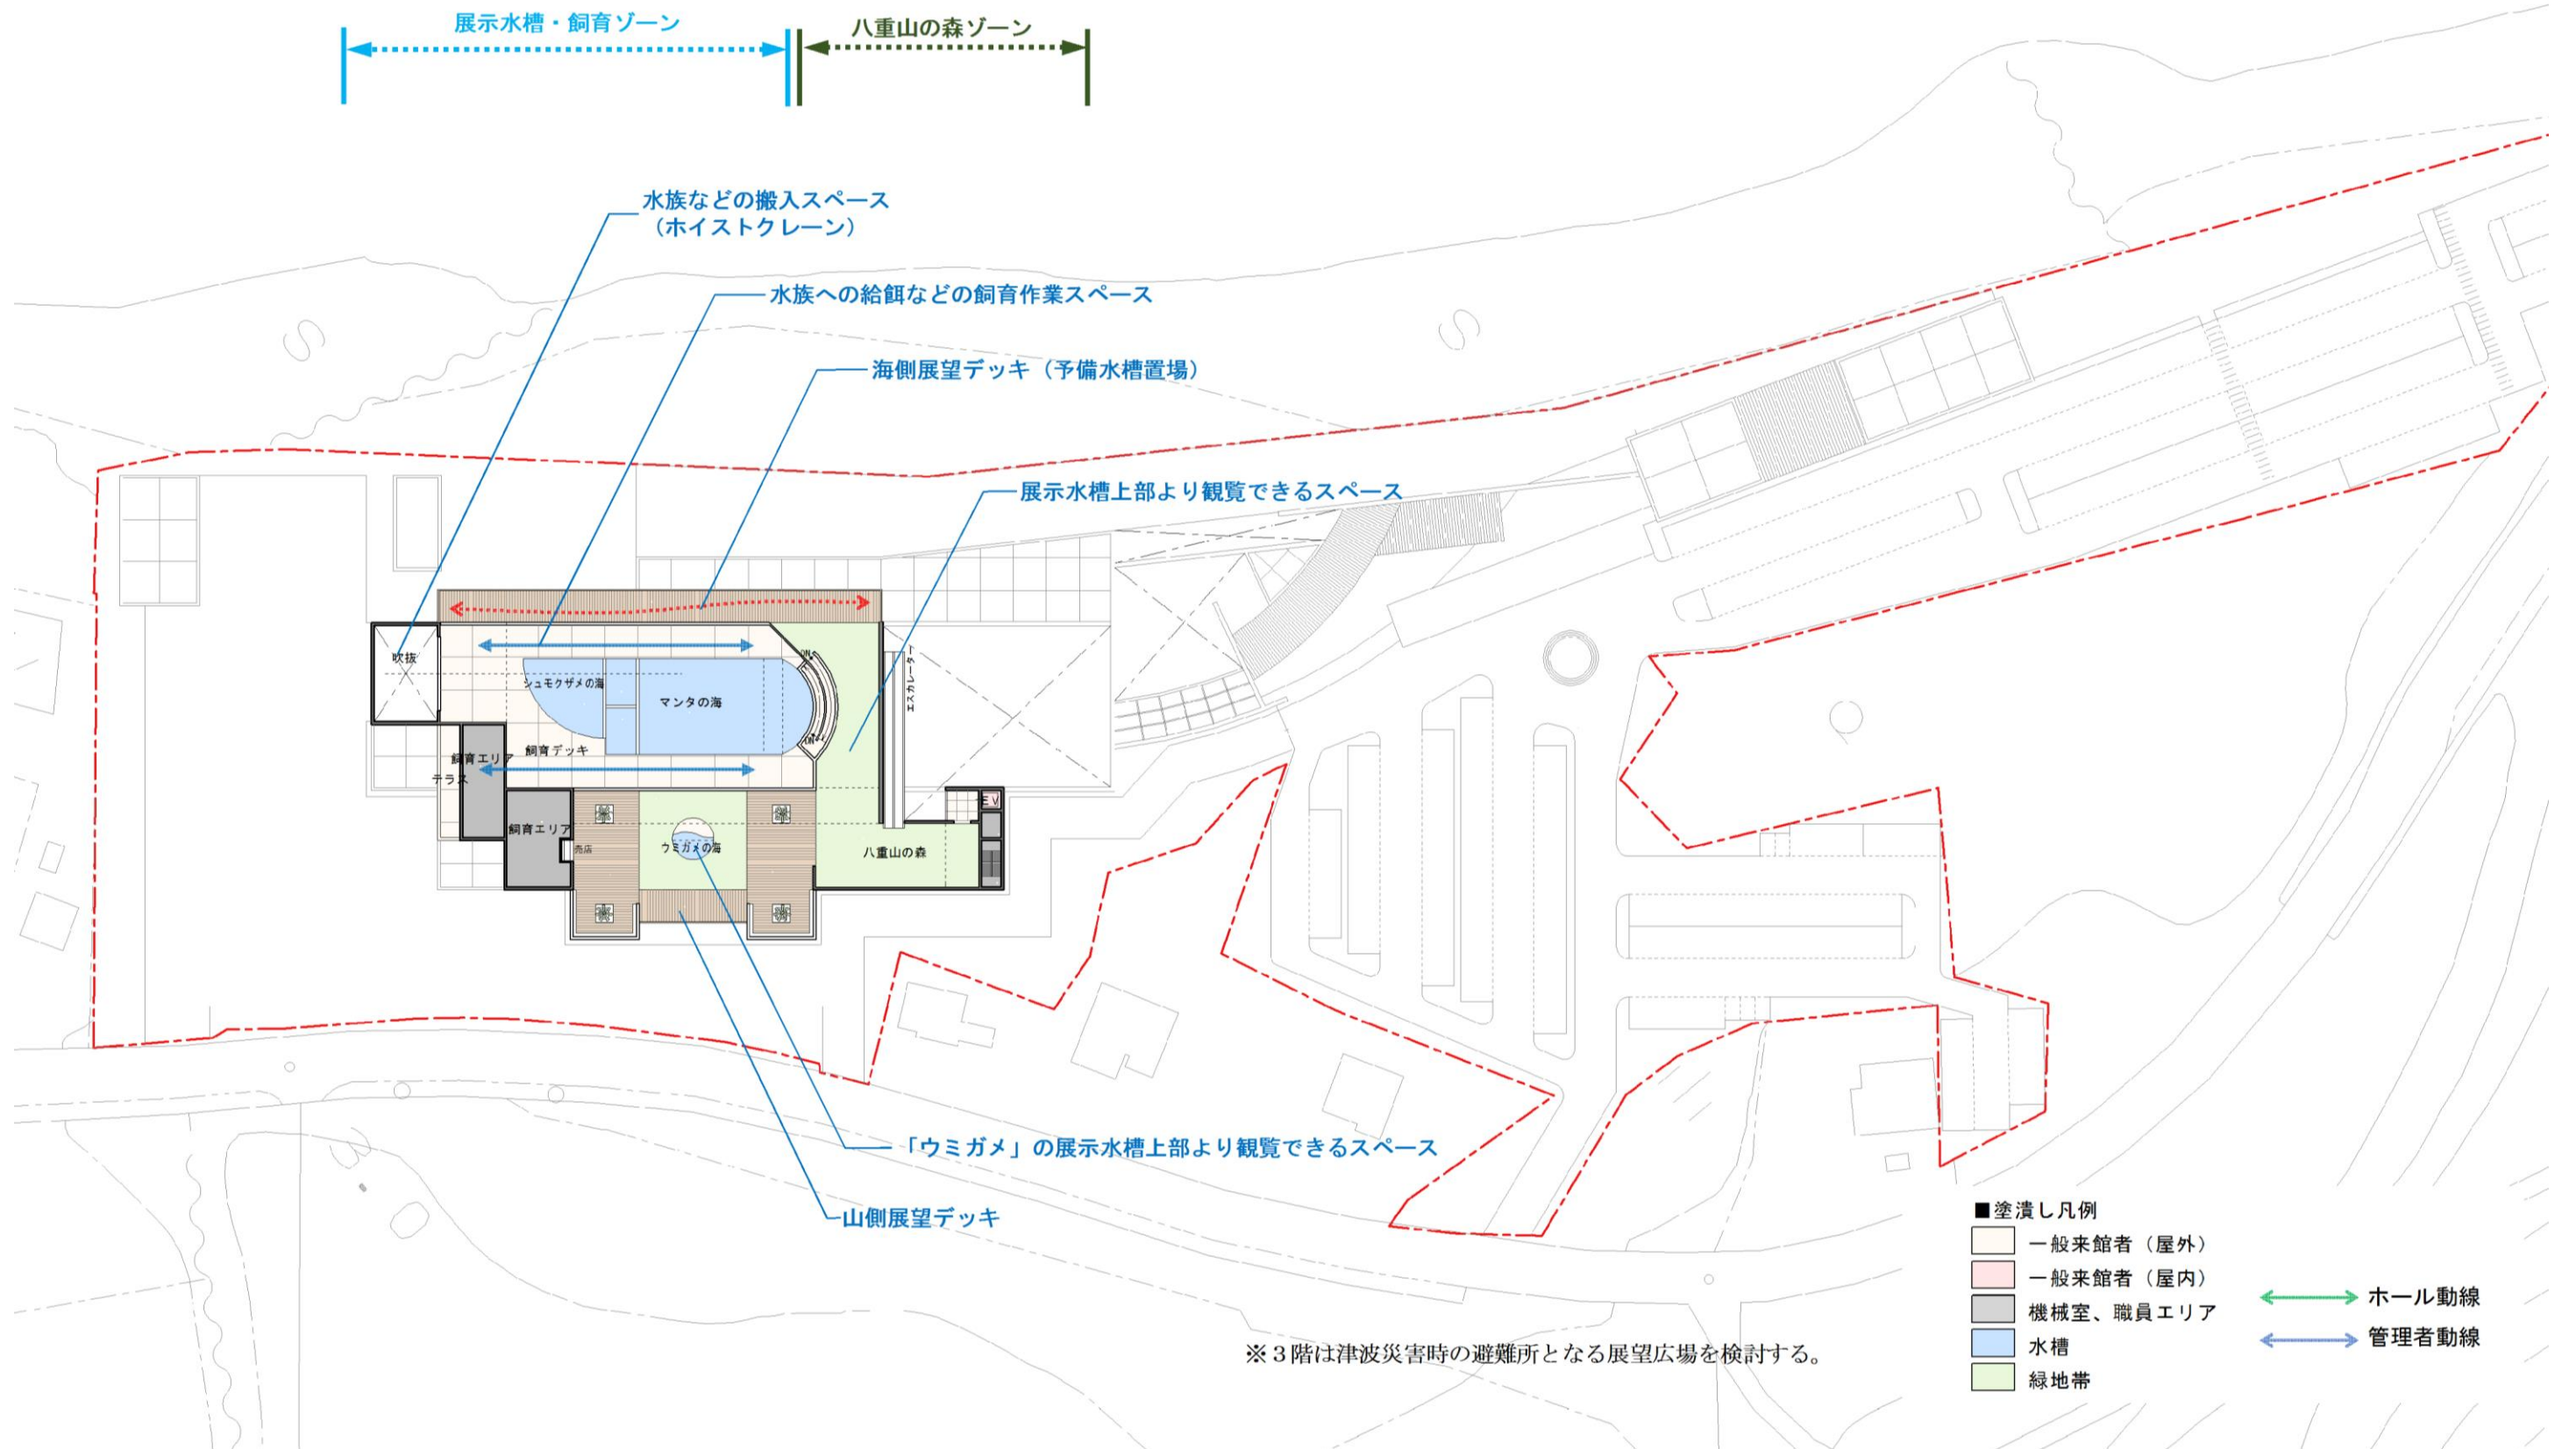 展示水槽・飼育ゾーン
八重山の森ゾーン
水族などの搬入スペース
（ホイストクレーン）
水族への給餌などの飼育作業スペース
海側展望デッキ（予備水槽置場）
展示水槽上部より観覧できるスペース
吹抜
シュモクザメの海
マンタの海
DN
DN
エスカレーター
飼育エリア
飼育デッキ
テラス
飼育エリア
売店
ウミガメの海
八重山の森
EV
「ウミガメ」の展示水槽上部より観覧できるスペース
山側展望デッキ
※３階は津波災害時の避難所となる展望広場を検討する。
■塗潰し凡例
一般来館者（屋外）
一般来館者（屋内）
機械室、職員エリア
水槽
緑地帯
ホール動線
管理者動線